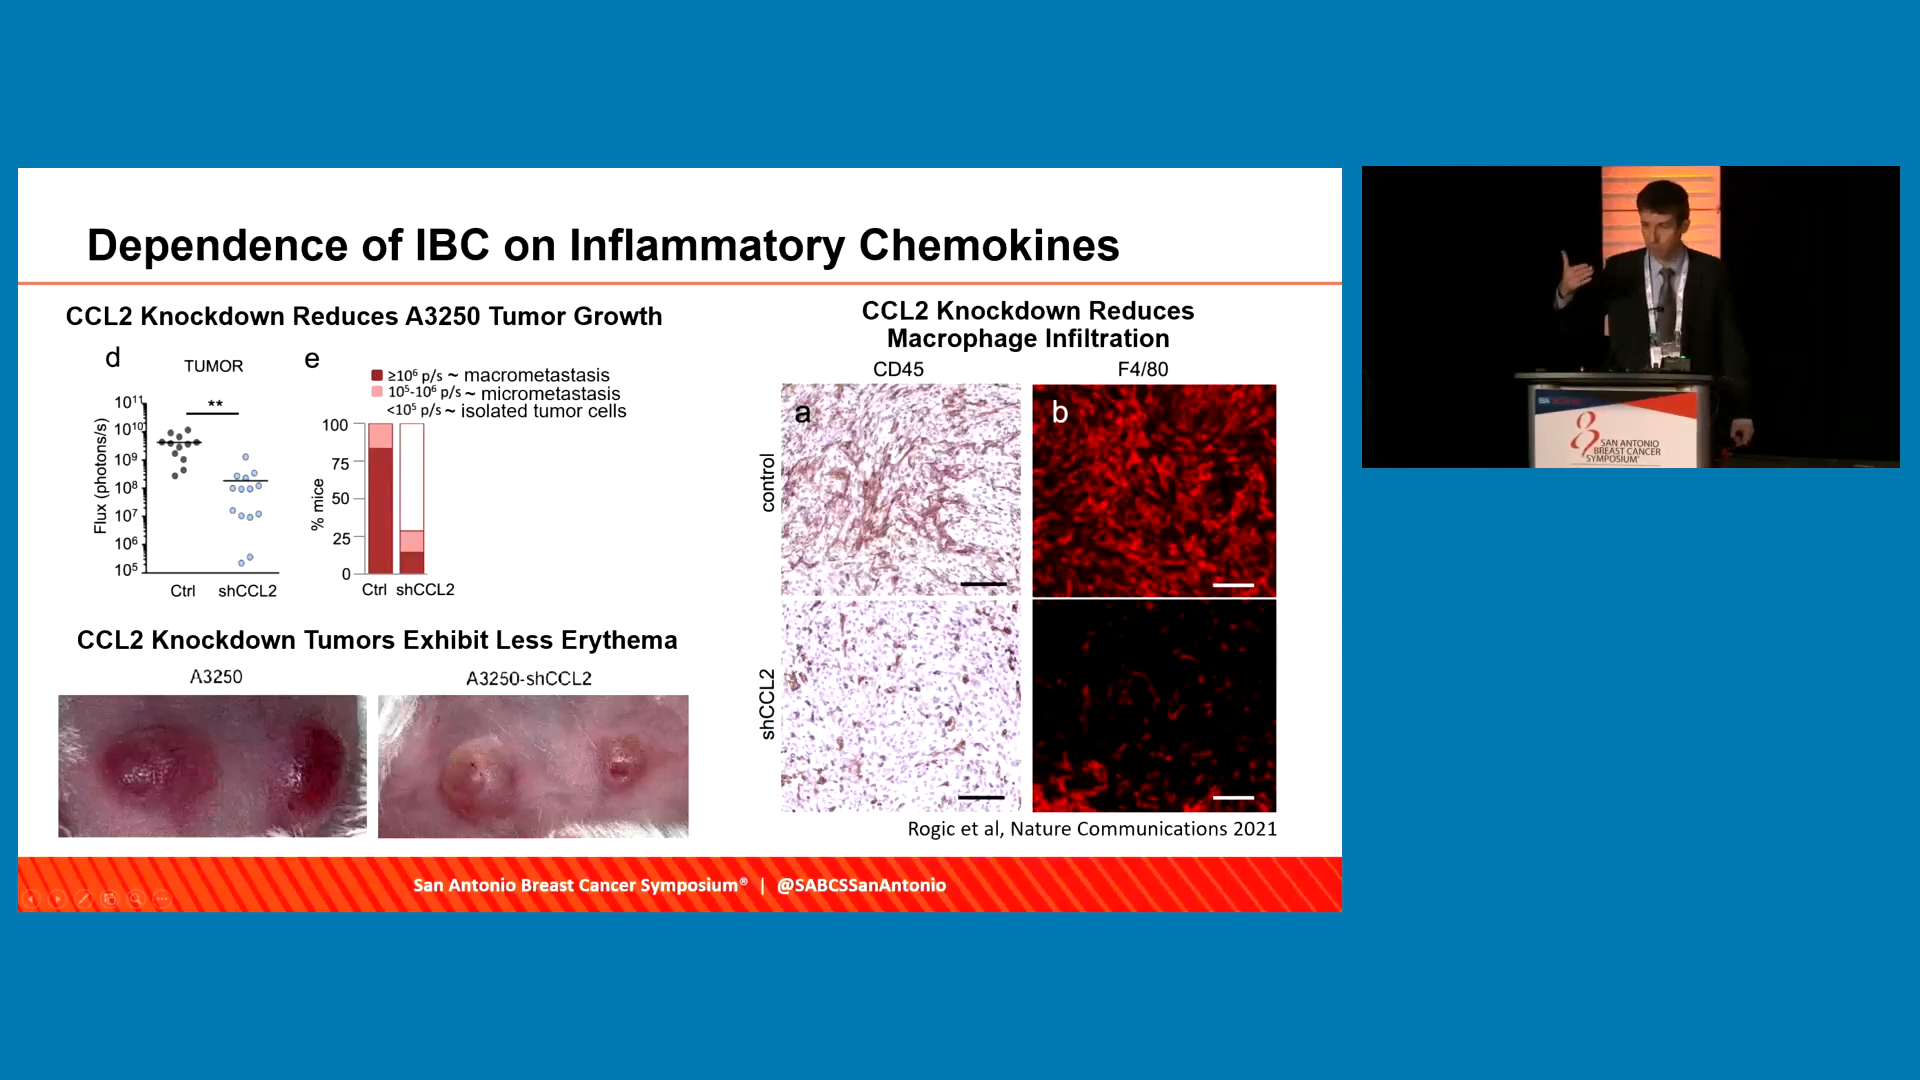 Dependence of IBC on Inflammatory Chemokines
CCL2 Knockdown Reduces A3250 Tumor Growth
d
TUMOR
e
≥10⁶ p/s ~ macrometastasis
10⁵-10⁶ p/s ~ micrometastasis
<10⁵ p/s ~ isolated tumor cells
Flux (photons/s)
10¹¹
10¹⁰
10⁹
10⁸
10⁷
10⁶
10⁵
**
Ctrl
shCCL2
% mice
100
75
50
25
0
Ctrl
shCCL2
CCL2 Knockdown Tumors Exhibit Less Erythema
A3250
A3250-shCCL2
CCL2 Knockdown Reduces
Macrophage Infiltration
CD45
F4/80
control
a
b
shCCL2
Rogic et al, Nature Communications 2021
San Antonio Breast Cancer Symposium® | @SABCSSanAntonio
SAN ANTONIO
BREAST CANCER
SYMPOSIUM®